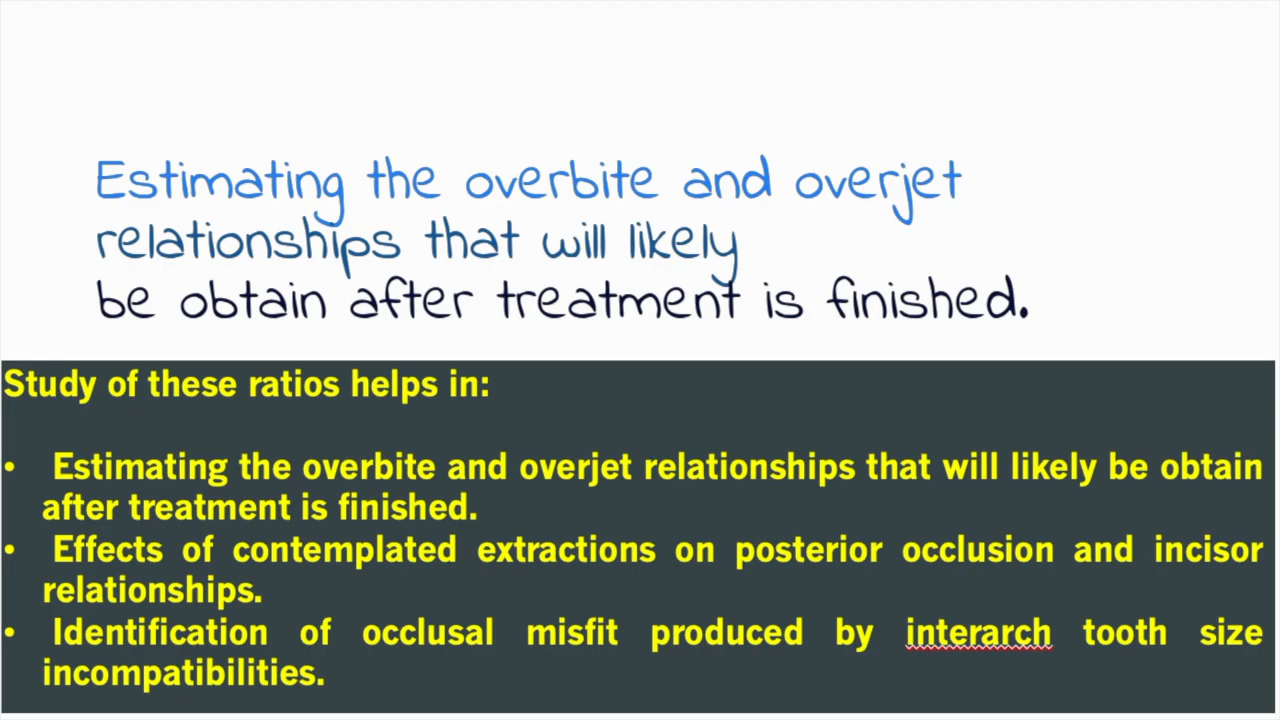 Estimating the overbite and overjet
relationships that will likely
be obtain after treatment is finished.
Study of these ratios helps in:
• Estimating the overbite and overjet relationships that will likely be obtain
after treatment is finished.
• Effects of contemplated extractions on posterior occlusion and incisor
relationships.
• Identification of occlusal misfit produced by interarch tooth size
incompatibilities.